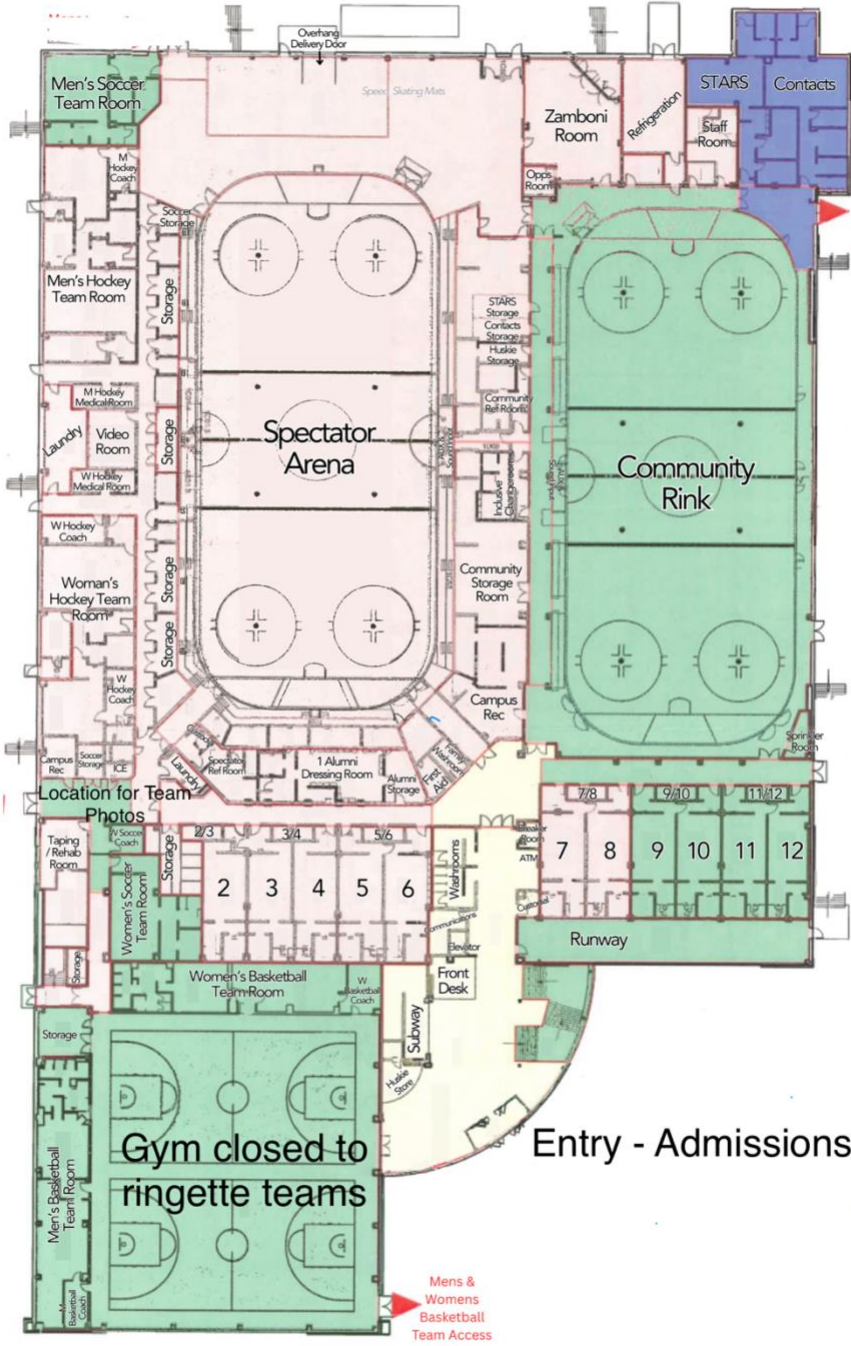 Overhang
Delivery Door
Men's Soccer
Team Room
Speed Skating Mats
Zamboni
Room
Refrigeration
STARS
Contacts
Staff
Room
Opps
Room
M
Hockey
Coach
Soccer
Storage
Men's Hockey
Team Room
Storage
STARS
Storage
Contacts
Storage
Huskie
Storage
Community
Ref Room
M Hockey
Medical Room
Laundry
Video
Room
W Hockey
Medical Room
Storage
Spectator
Arena
Community
Rink
Inclusive
Changerooms
W Hockey
Coach
Woman's
Hockey Team
Room
Storage
Storage
Community
Storage
Room
W
Hockey
Coach
Campus
Rec
Campus
Rec
Soccer
Storage
ICE
Laundry
Spectator
Ref Room
1 Alumni
Dressing Room
Alumni
Storage
First
Aid
Family
Washroom
Sprinkler
Room
Location for Team
Photos
Taping
/ Rehab
Room
W Soccer
Coach
Storage
2/3
3/4
5/6
7/8
9/10
11/12
2
3
4
5
6
7
8
9
10
11
12
Washrooms
Breaker
Room
ATM
Custodial
Women's Soccer
Team Room
Communications
Elevator
Runway
Storage
Women's Basketball
Team Room
W
Basketball
Coach
Front
Desk
Subway
Huskie
Store
Storage
Men's Basketball
Team Room
Gym closed to
ringette teams
Entry - Admissions
M
Basketball
Coach
Mens &
Womens
Basketball
Team Access